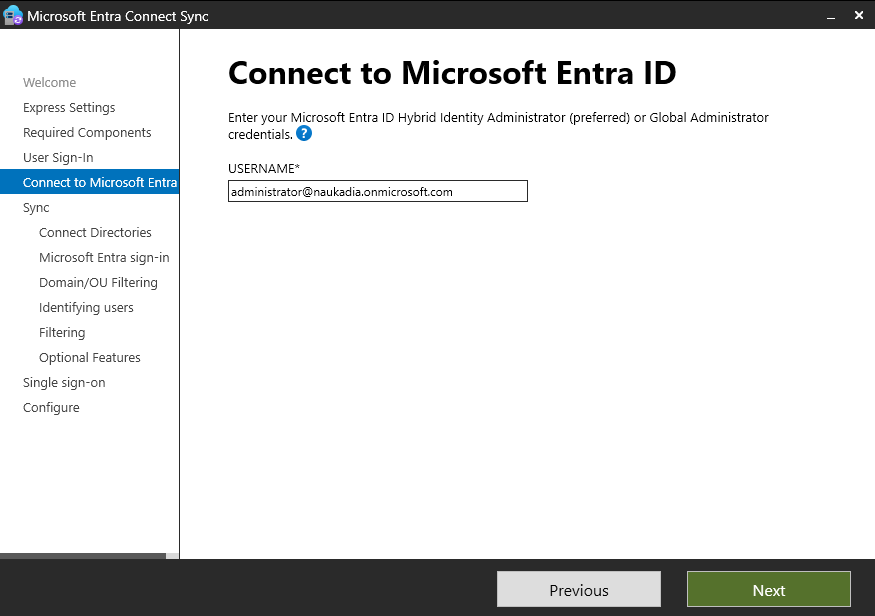 Microsoft Entra Connect Sync
Welcome
Express Settings
Required Components
User Sign-In
Connect to Microsoft Entra
Sync
Connect Directories
Microsoft Entra sign-in
Domain/OU Filtering
Identifying users
Filtering
Optional Features
Single sign-on
Configure
Connect to Microsoft Entra ID
Enter your Microsoft Entra ID Hybrid Identity Administrator (preferred) or Global Administrator
credentials. ?
USERNAME*
administrator@naukadia.onmicrosoft.com
Previous
Next